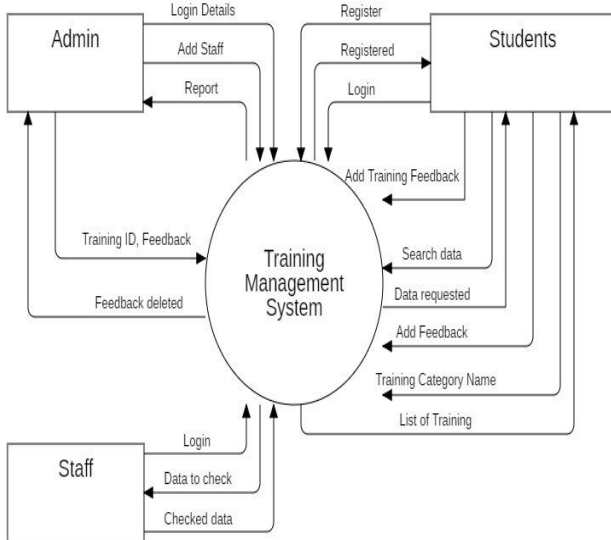 Admin
Login Details
Add Staff
Report
Register
Registered
Login
Students
Add Training Feedback
Training ID, Feedback
Feedback deleted
Training
Management
System
Search data
Data requested
Add Feedback
Training Category Name
List of Training
Staff
Login
Data to check
Checked data